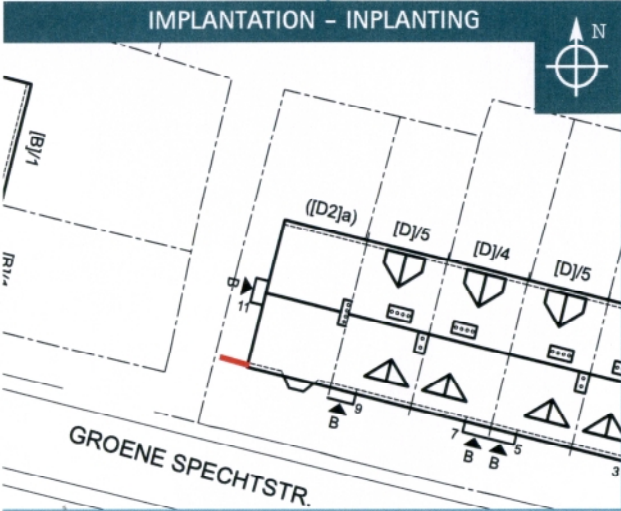 IMPLANTATION – INPLANTING
N
[B]/1
([D2]a)
[D]/5
[D]/4
[D]/5
B
11
9
B
7
5
B
B
3
GROENE SPECHTSTR.